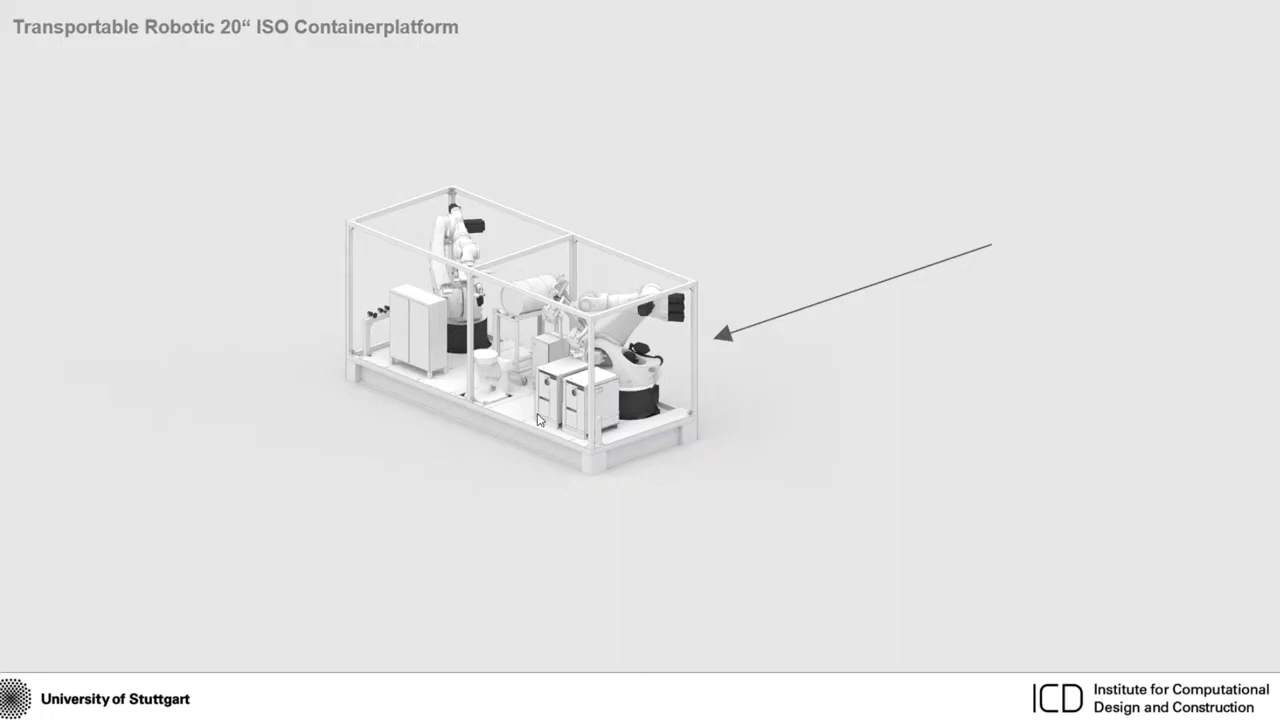 Transportable Robotic 20“ ISO Containerplatform
University of Stuttgart
ICD
Institute for Computational
Design and Construction